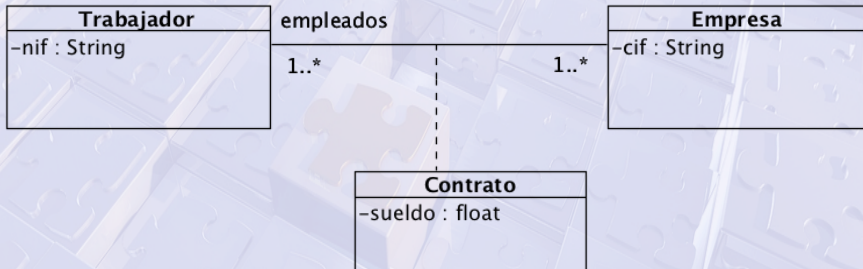 Trabajador
-nif : String
empleados
1..*
1..*
Empresa
-cif : String
Contrato
-sueldo : float